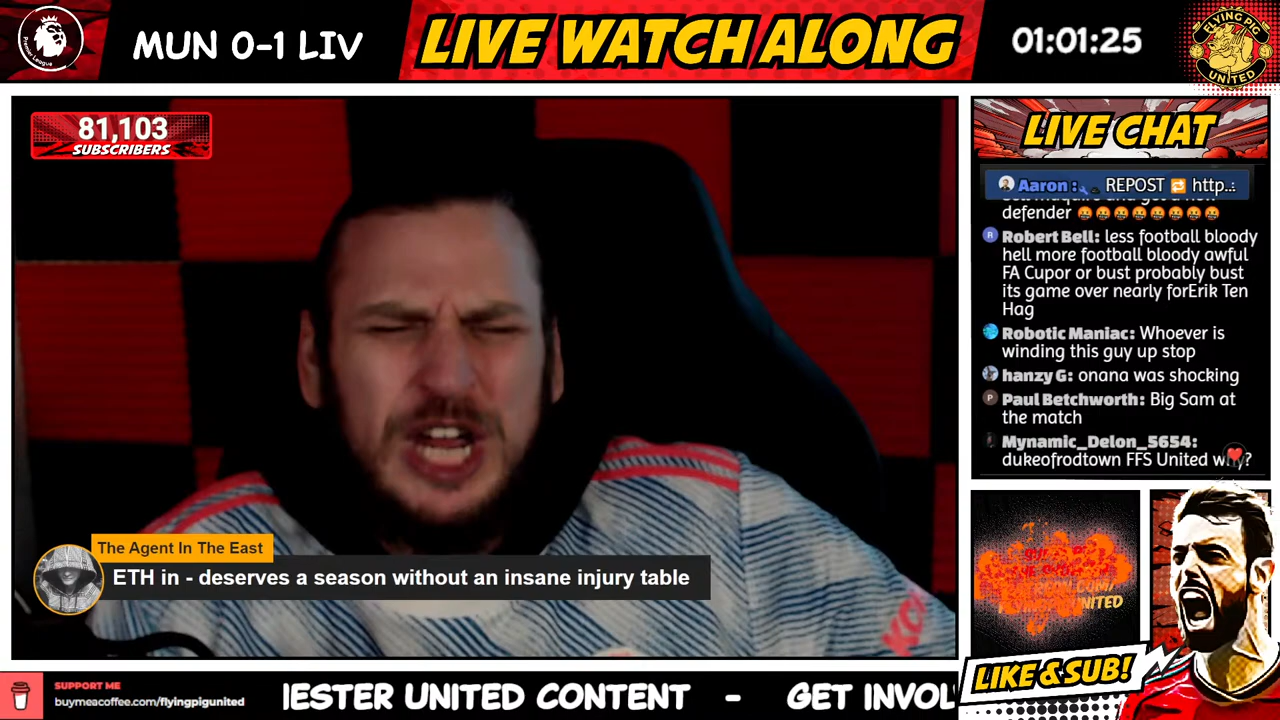 MUN 0-1 LIV
LIVE WATCH ALONG
01:01:25
Premier League
FLYING PIG
UNITED
81,103
SUBSCRIBERS
LIVE CHAT
Aaron : REPOST http..:
defender
Robert Bell: less football bloody
hell more football bloody awful
FA Cupor or bust probably bust
its game over nearly forErik Ten
Hag
Robotic Maniac: Whoever is
winding this guy up stop
hanzy G: onana was shocking
Paul Betchworth: Big Sam at
the match
Mynamic_Delon_5654:
dukeofrodtown FFS United why?
The Agent In The East
ETH in - deserves a season without an insane injury table
UNITED
LIKE & SUB!
SUPPORT ME
buymeacoffee.com/flyingpigunited
IESTER UNITED CONTENT - GET INVOL